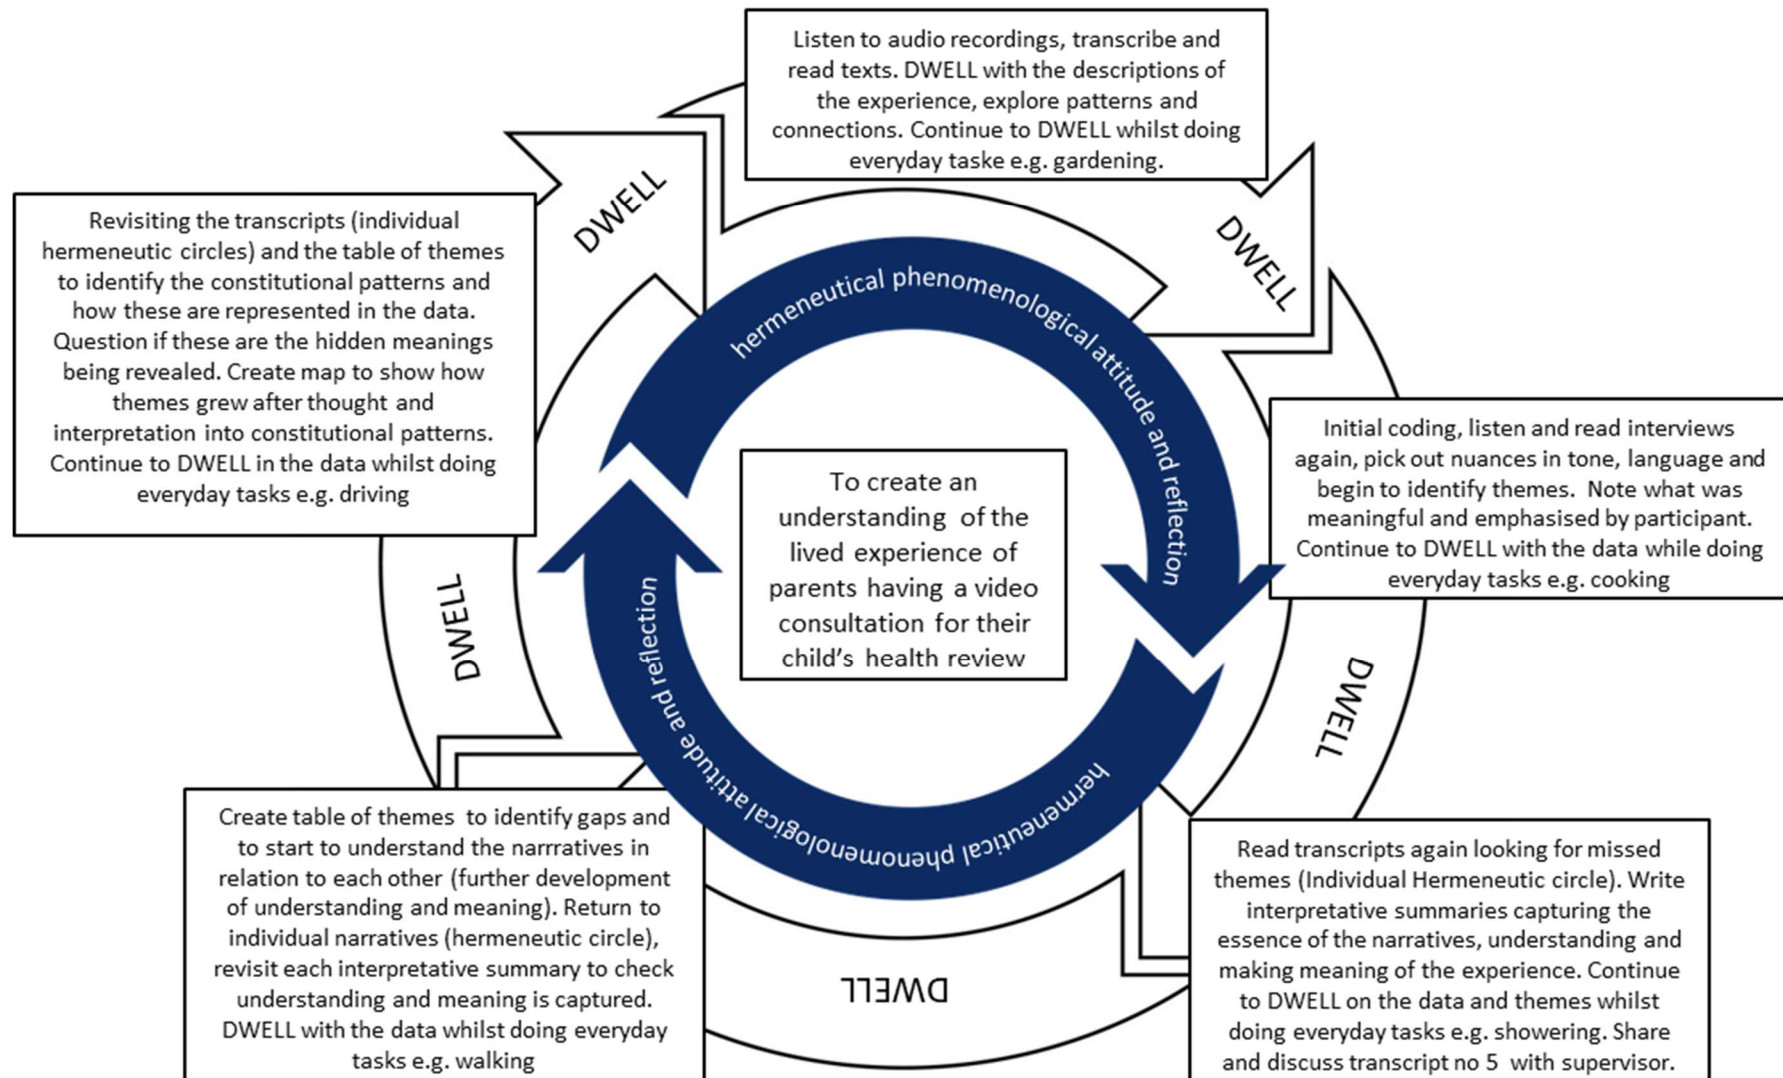 Listen to audio recordings, transcribe and
read texts. DWELL with the descriptions of
the experience, explore patterns and
connections. Continue to DWELL whilst doing
everyday taske e.g. gardening.
DWELL
DWELL
Revisiting the transcripts (individual
hermeneutic circles) and the table of themes
to identify the constitutional patterns and
how these are represented in the data.
Question if these are the hidden meanings
being revealed. Create map to show how
themes grew after thought and
interpretation into constitutional patterns.
Continue to DWELL in the data whilst doing
everyday tasks e.g. driving
hermeneutical phenomenological attitude and reflection
Initial coding, listen and read interviews
again, pick out nuances in tone, language and
begin to identify themes. Note what was
meaningful and emphasised by participant.
Continue to DWELL with the data while doing
everyday tasks e.g. cooking
To create an
understanding of the
lived experience of
parents having a video
consultation for their
child's health review
DWELL
DWELL
hermeneutical phenomenological attitude and reflection
Create table of themes to identify gaps and
to start to understand the narrratives in
relation to each other (further development
of understanding and meaning). Return to
individual narratives (hermeneutic circle),
revisit each interpretative summary to check
understanding and meaning is captured.
DWELL with the data whilst doing everyday
tasks e.g. walking
DWELL
Read transcripts again looking for missed
themes (Individual Hermeneutic circle). Write
interpretative summaries capturing the
essence of the narratives, understanding and
making meaning of the experience. Continue
to DWELL on the data and themes whilst
doing everyday tasks e.g. showering. Share
and discuss transcript no 5 with supervisor.